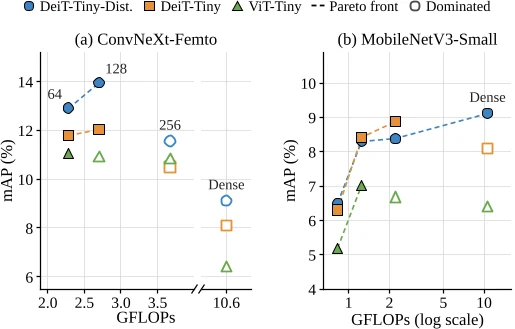 DeiT-Tiny-Dist. DeiT-Tiny ViT-Tiny Pareto front Dominated
(a) ConvNeXt-Femto
mAP (%)
14
12
10
8
6
64
128
256
Dense
2.0 2.5 3.0 3.5 10.6
GFLOPs
(b) MobileNetV3-Small
mAP (%)
10
9
8
7
6
5
4
Dense
1 2 5 10
GFLOPs (log scale)